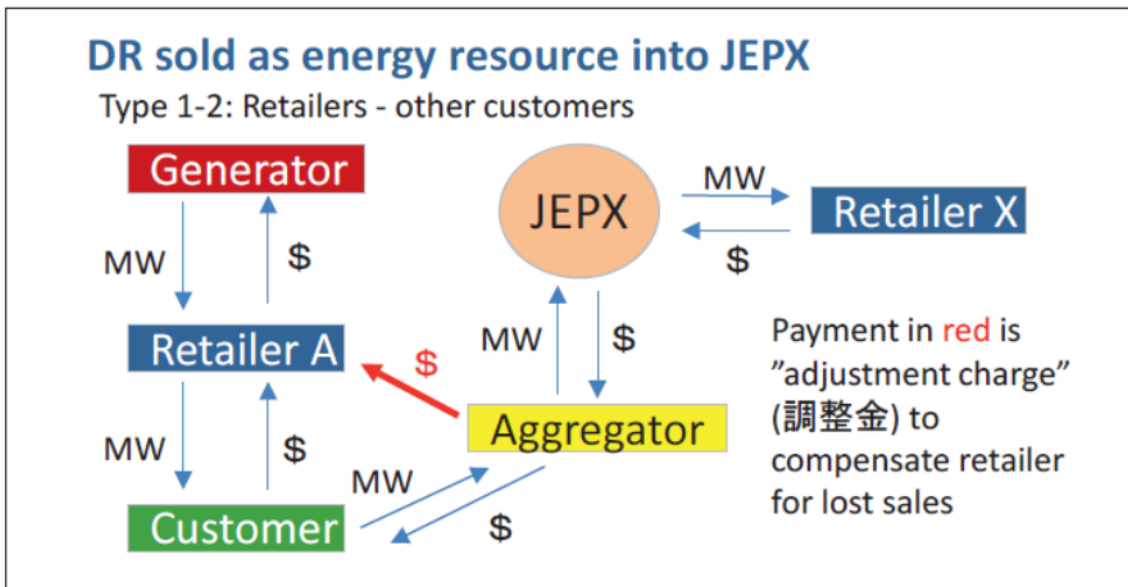 DR sold as energy resource into JEPX
Type 1-2: Retailers - other customers
Generator
MW
$
JEPX
MW
$
Retailer X
Retailer A
$
MW
$
MW
$
Aggregator
MW
$
Customer
Payment in red is
”adjustment charge”
(調整金) to
compensate retailer
for lost sales